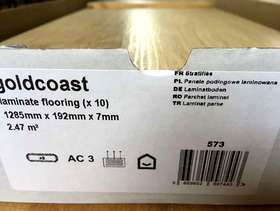 goldcoast
laminate flooring (x 10)
1285mm x 192mm x 7mm
2.47 m²
AC 3
FR Stratifiés
PL Panele podłogowe laminowane
DE Laminatboden
RO Parchet laminat
TR Laminat parke
573